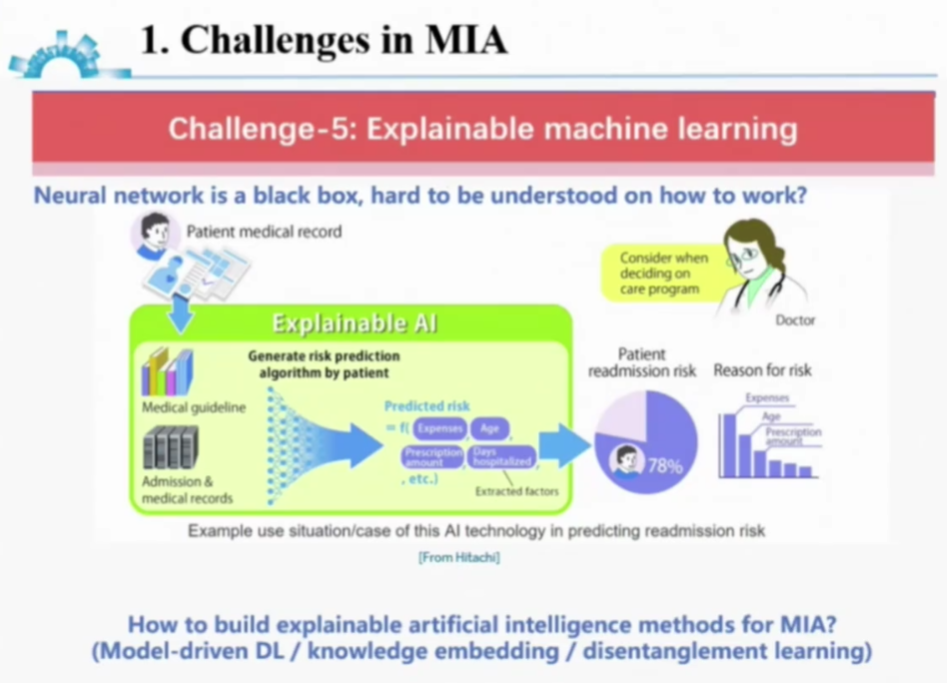 1. Challenges in MIA
Challenge-5: Explainable machine learning
Neural network is a black box, hard to be understood on how to work?
Patient medical record
Consider when
deciding on
care program
Doctor
Explainable AI
Medical guideline
Admission &
medical records
Generate risk prediction
algorithm by patient
Predicted risk
= f( Expenses , Age ,
Prescription
amount , Days
hospitalized ,
, etc.)
Extracted factors
Patient
readmission risk
78%
Reason for risk
Expenses
Age
Prescription
amount
Example use situation/case of this AI technology in predicting readmission risk
[From Hitachi]
How to build explainable artificial intelligence methods for MIA?
(Model-driven DL / knowledge embedding / disentanglement learning)